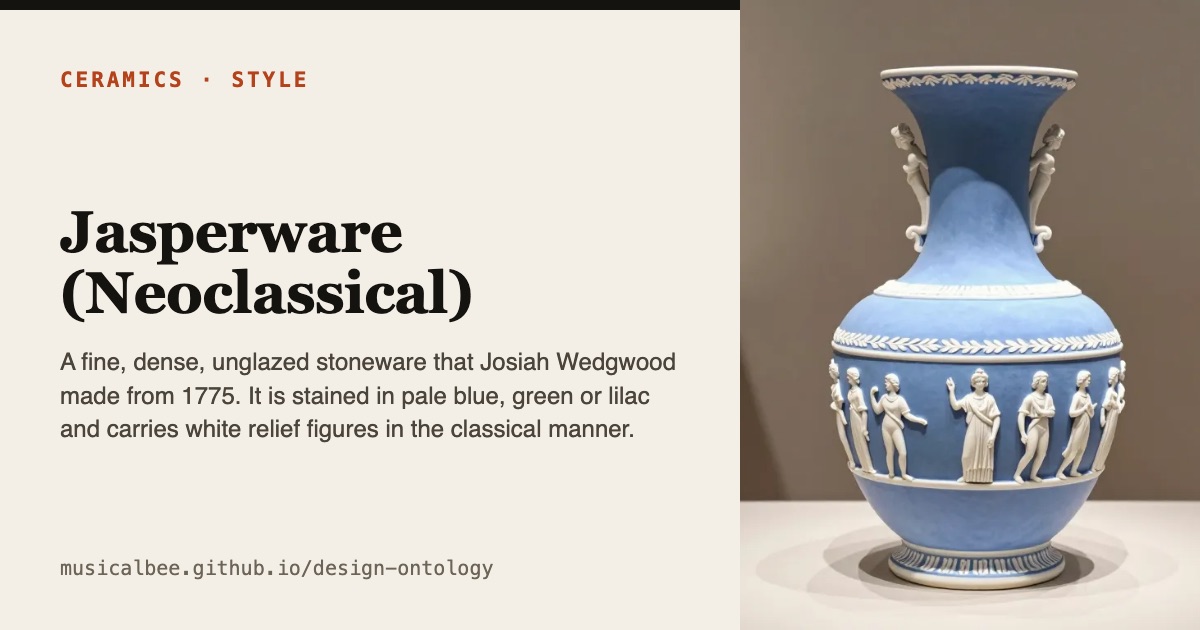 CERAMICS · STYLE
Jasperware
(Neoclassical)
A fine, dense, unglazed stoneware that Josiah Wedgwood
made from 1775. It is stained in pale blue, green or lilac
and carries white relief figures in the classical manner.
musicalbee.github.io/design-ontology